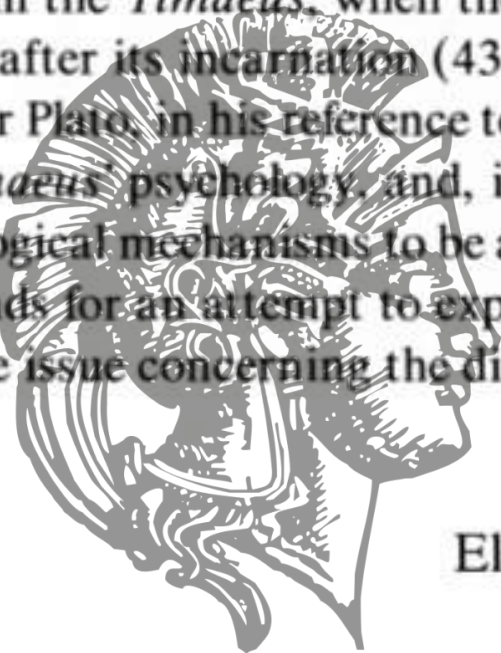 in the Timaeus, when th
after its incarnation (43
r Plato, in his reference to
naeus' psychology, and, i
ogical mechanisms to be a
ds for an attempt to exp
e issue concerning the di
El